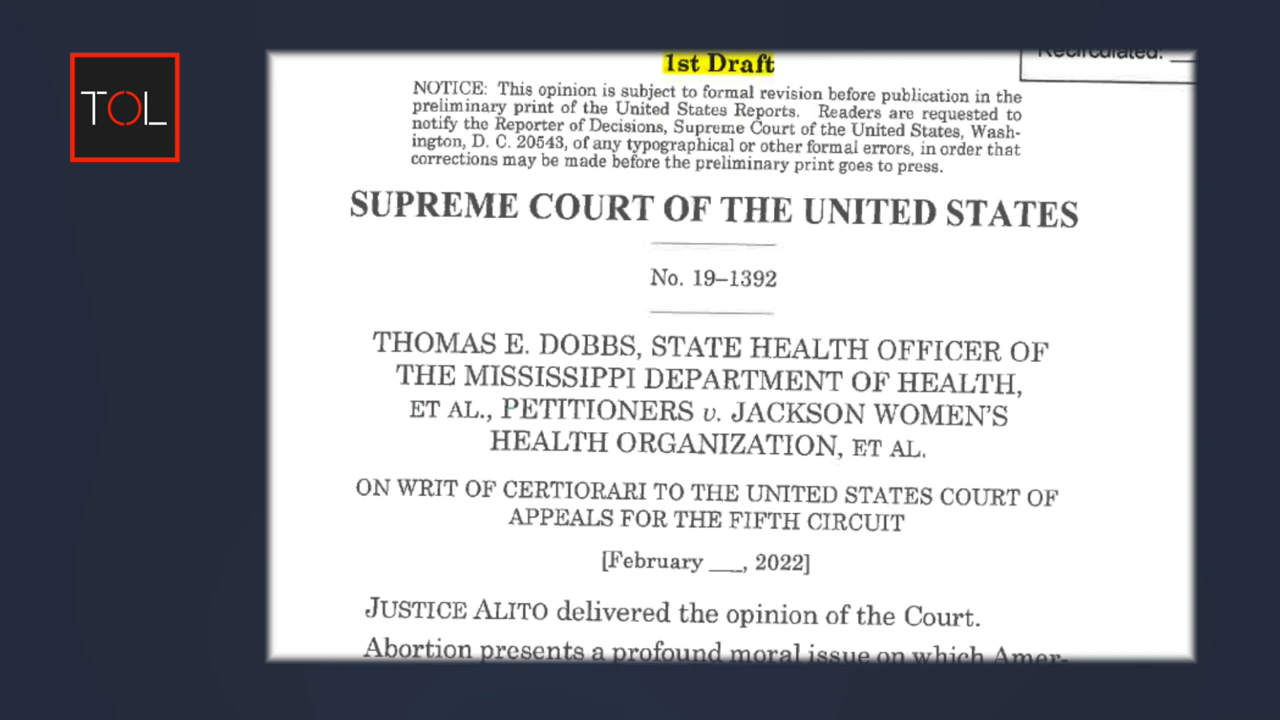 TOL
1st Draft
Recirculated:
NOTICE: This opinion is subject to formal revision before publication in the
preliminary print of the United States Reports. Readers are requested to
notify the Reporter of Decisions, Supreme Court of the United States, Wash-
ington, D. C. 20543, of any typographical or other formal errors, in order that
corrections may be made before the preliminary print goes to press.
SUPREME COURT OF THE UNITED STATES
No. 19–1392
THOMAS E. DOBBS, STATE HEALTH OFFICER OF
THE MISSISSIPPI DEPARTMENT OF HEALTH,
ET AL., PETITIONERS v. JACKSON WOMEN'S
HEALTH ORGANIZATION, ET AL.
ON WRIT OF CERTIORARI TO THE UNITED STATES COURT OF
APPEALS FOR THE FIFTH CIRCUIT
[February ___, 2022]
JUSTICE ALITO delivered the opinion of the Court.
Abortion presents a profound moral issue on which Amer-